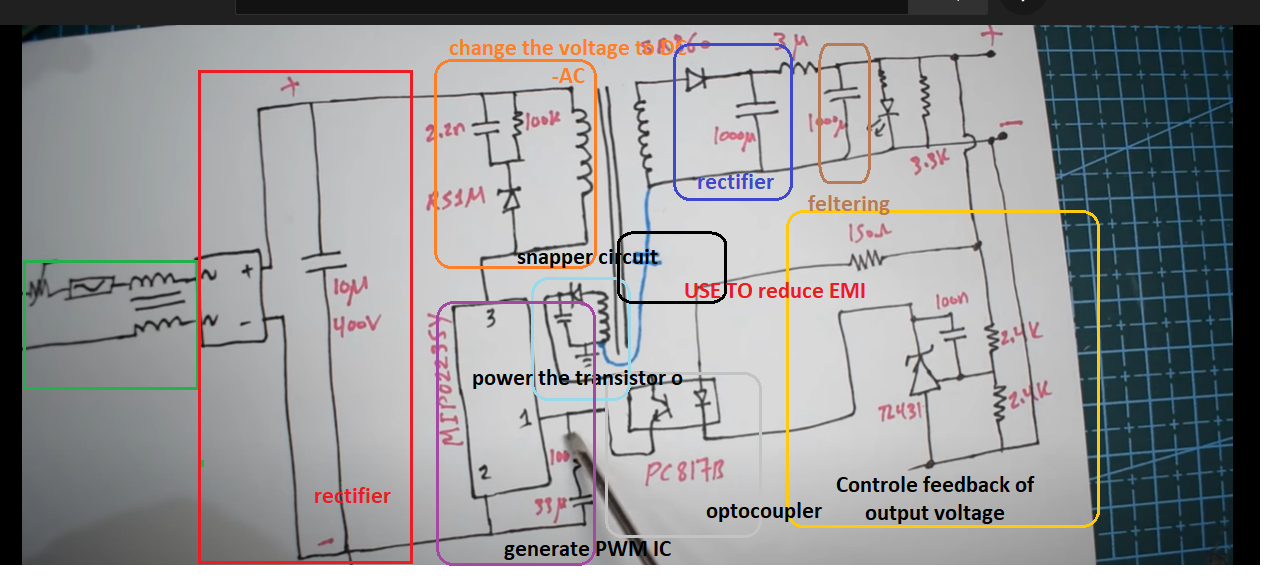 change the voltage to DC
-AC
3µ
+
+
2.2n
100k
1000µ
1000µ
RS1M
3.3K
-
rectifier
feltering
150Ω
snapper circuit
USE TO reduce EMI
~
+
10µ
400V
~
-
3
100n
2.4K
MIP0223SY
power the transistor o
2.4K
TL431
1
100
PC817B
2
Controle feedback of
output voltage
rectifier
33µ
optocoupler
-
generate PWM IC